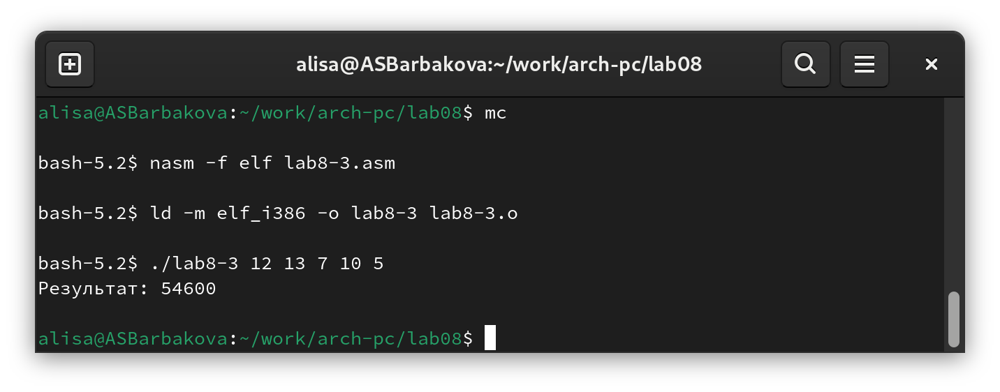 alisa@ASBarbakova:~/work/arch-pc/lab08
alisa@ASBarbakova:~/work/arch-pc/lab08$ mc
bash-5.2$ nasm -f elf lab8-3.asm
bash-5.2$ ld -m elf_i386 -o lab8-3 lab8-3.o
bash-5.2$ ./lab8-3 12 13 7 10 5
Результат: 54600
alisa@ASBarbakova:~/work/arch-pc/lab08$